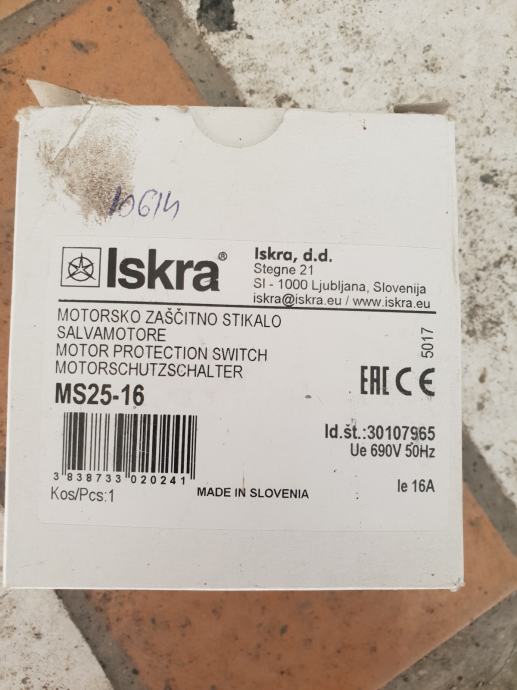 10614
Iskra®
Iskra, d.d.
Stegne 21
SI - 1000 Ljubljana, Slovenija
iskra@iskra.eu / www.iskra.eu
MOTORSKO ZAŠČITNO STIKALO
SALVAMOTORE
MOTOR PROTECTION SWITCH
MOTORSCHUTZSCHALTER
MS25-16
5017
EAC CE
Id.št.:30107965
Ue 690V 50Hz
Ie 16A
3 838733 020241
Kos/Pcs:1
MADE IN SLOVENIA